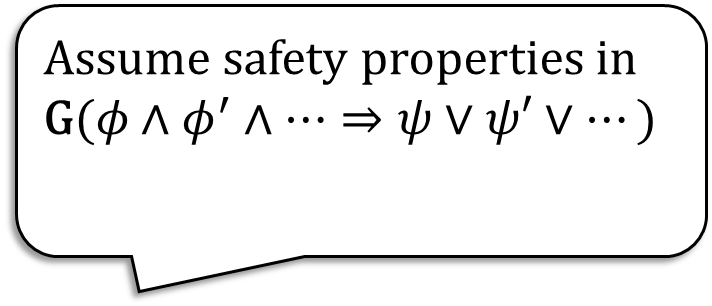 Assume safety properties in
G(ϕ ∧ ϕ′ ∧ ⋯ ⇒ ψ ∨ ψ′ ∨ ⋯ )